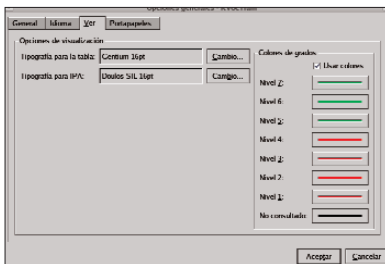 Opciones generales - KVocTrain
General Idioma Ver Portapapeles
Opciones de visualización
Tipografía para la tabla: Gentium 16pt Cambio...
Tipografía para IPA: Doulos SIL 16pt Cambio...
Colores de grados
Usar colores
Nivel 7:
Nivel 6:
Nivel 5:
Nivel 4:
Nivel 3:
Nivel 2:
Nivel 1:
No consultado:
Aceptar Cancelar